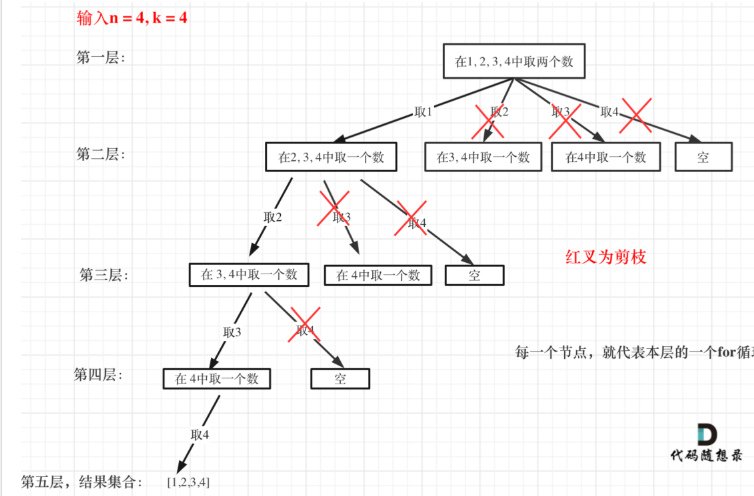 输入n = 4, k = 4
第一层：
在1, 2, 3, 4中取两个数
取1
取2
取3
取4
第二层：
在2, 3, 4中取一个数
在3, 4中取一个数
在4中取一个数
空
取2
取3
取4
红叉为剪枝
第三层：
在 3, 4中取一个数
在 4中取一个数
空
取3
取4
每一个节点，就代表本层的一个for循
第四层：
在 4中取一个数
空
取4
代码随想录
第五层，结果集合： [1,2,3,4]